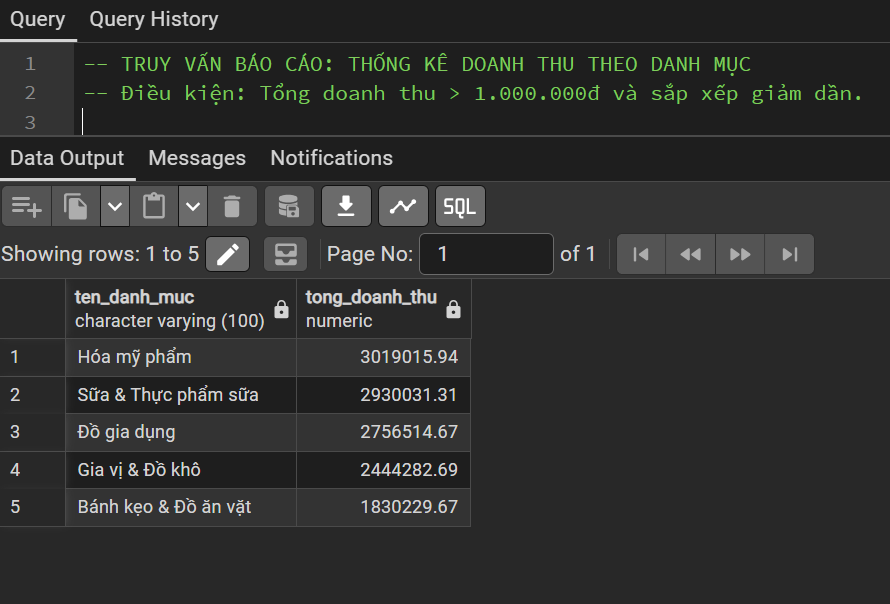 Query Query History
1 -- TRUY VẤN BÁO CÁO: THỐNG KÊ DOANH THU THEO DANH MỤC
2 -- Điều kiện: Tổng doanh thu > 1.000.000đ và sắp xếp giảm dần.
3
Data Output Messages Notifications
SQL
Showing rows: 1 to 5 Page No: 1 of 1
ten_danh_muc tong_doanh_thu
character varying (100) numeric
1 Hóa mỹ phẩm 3019015.94
2 Sữa & Thực phẩm sữa 2930031.31
3 Đồ gia dụng 2756514.67
4 Gia vị & Đồ khô 2444282.69
5 Bánh kẹo & Đồ ăn vặt 1830229.67